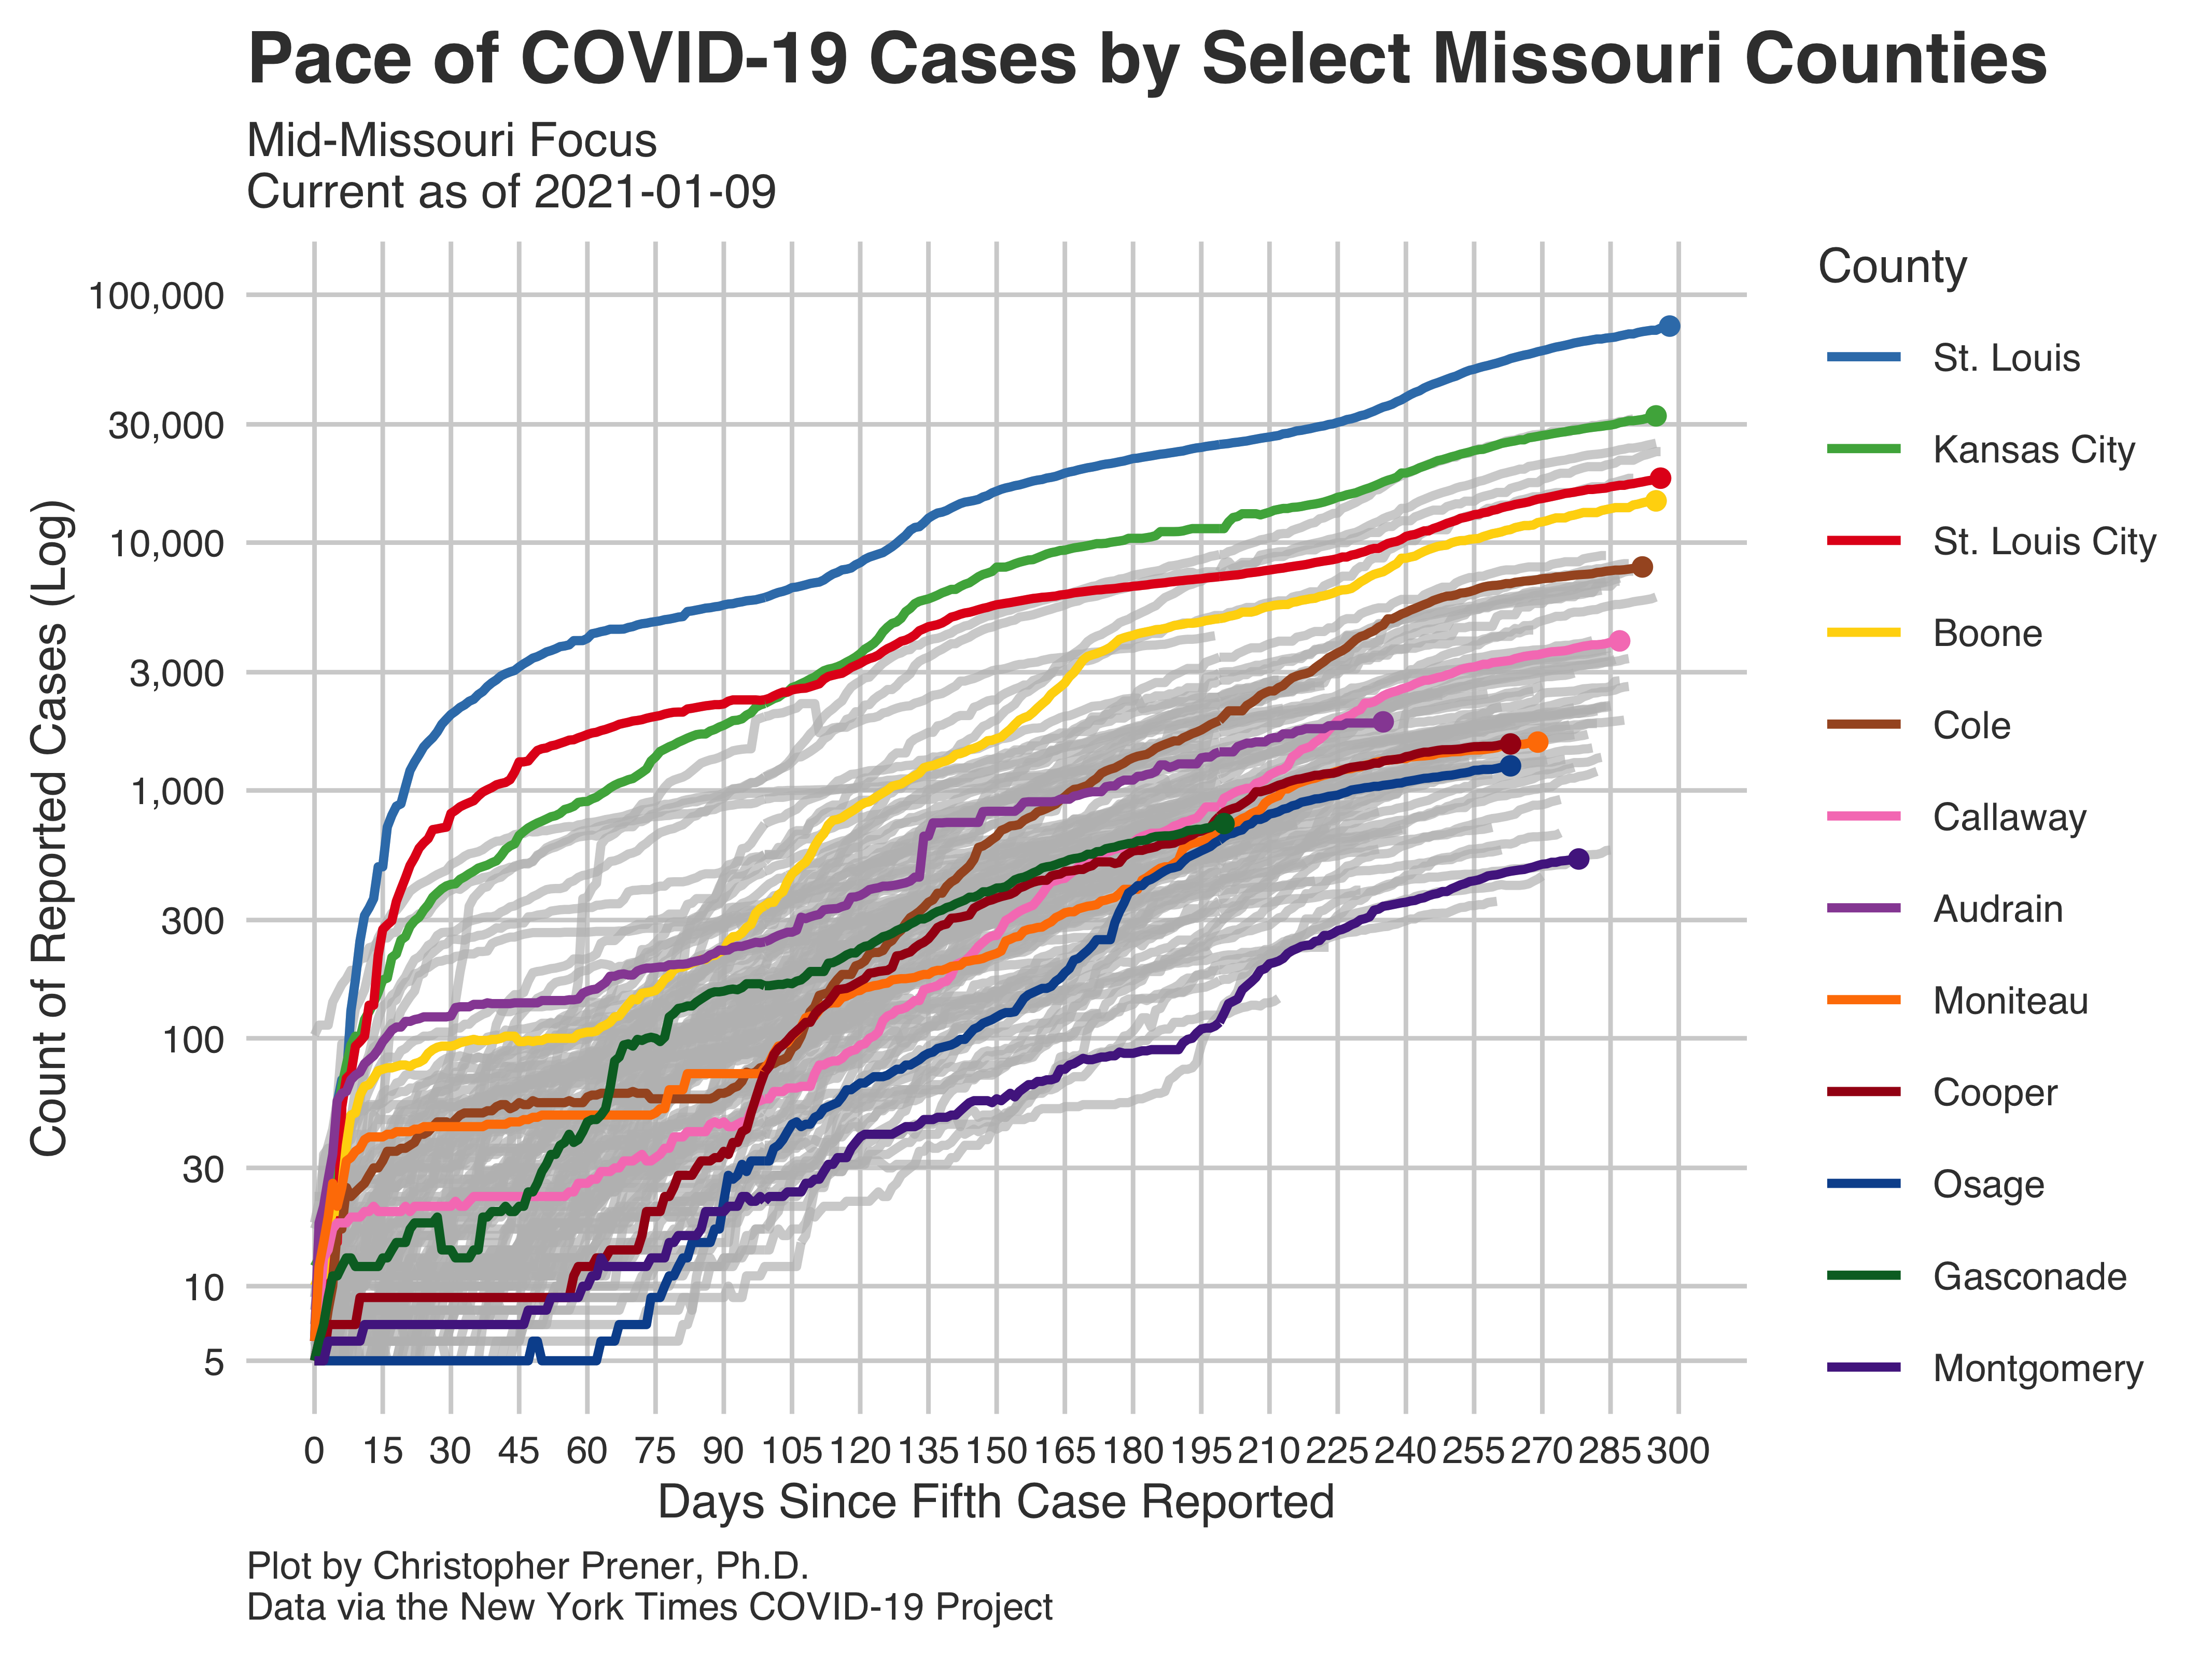 Pace of COVID-19 Cases by Select Missouri Counties
Mid-Missouri Focus
Current as of 2021-01-09
Count of Reported Cases (Log)
100,000
30,000
10,000
3,000
1,000
300
100
30
10
5
0 15 30 45 60 75 90 105 120 135 150 165 180 195 210 225 240 255 270 285 300
Days Since Fifth Case Reported
County
St. Louis
Kansas City
St. Louis City
Boone
Cole
Callaway
Audrain
Moniteau
Cooper
Osage
Gasconade
Montgomery
Plot by Christopher Prener, Ph.D.
Data via the New York Times COVID-19 Project